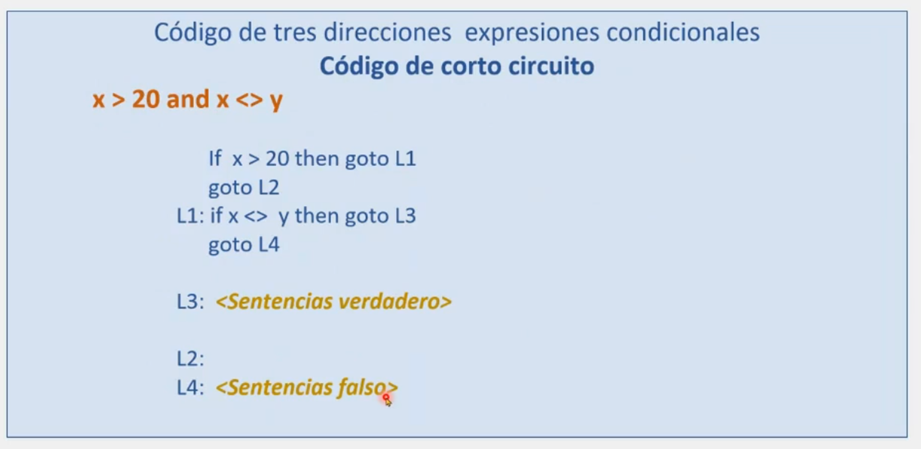 Código de tres direcciones expresiones condicionales
Código de corto circuito
x > 20 and x <> y
If x > 20 then goto L1
goto L2
L1: if x <> y then goto L3
goto L4
L3: <Sentencias verdadero>
L2:
L4: <Sentencias falso>